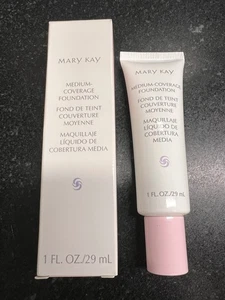 MARY KAY
MEDIUM-
COVERAGE
FOUNDATION
FOND DE TEINT
COUVERTURE
MOYENNE
MAQUILLAJE
LÍQUIDO DE
COBERTURA MEDIA
1 FL. OZ./29 mL
MARY KAY
MEDIUM-COVERAGE
FOUNDATION
FOND DE TEINT
COUVERTURE
MOYENNE
MAQUILLAJE
LÍQUIDO DE
COBERTURA MEDIA
1 FL. OZ./29 mL